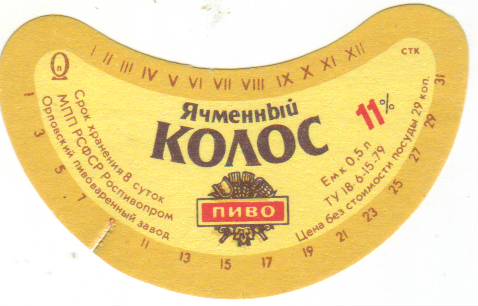 I II III IV V VI VII VIII IX X XI XII
СТК
Ячменный
КОЛОС
11%
ПИВО
Срок хранения 8 суток
МПП РСФСР Роспивопром
Орловский пивоваренный завод
Емк 0,5 л
ТУ 18-6-15-79
Цена без стоимости посуды 29 коп.
1 3 5 7 11 13 15 17 19 21 23 25 27 29 31